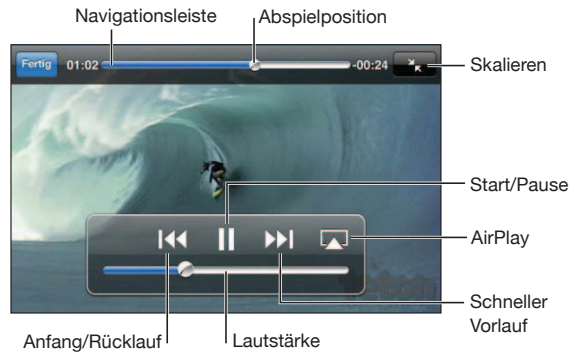 Navigationsleiste
Abspielposition
Fertig
01:02
-00:24
Skalieren
Start/Pause
AirPlay
Schneller
Vorlauf
Anfang/Rücklauf
Lautstärke